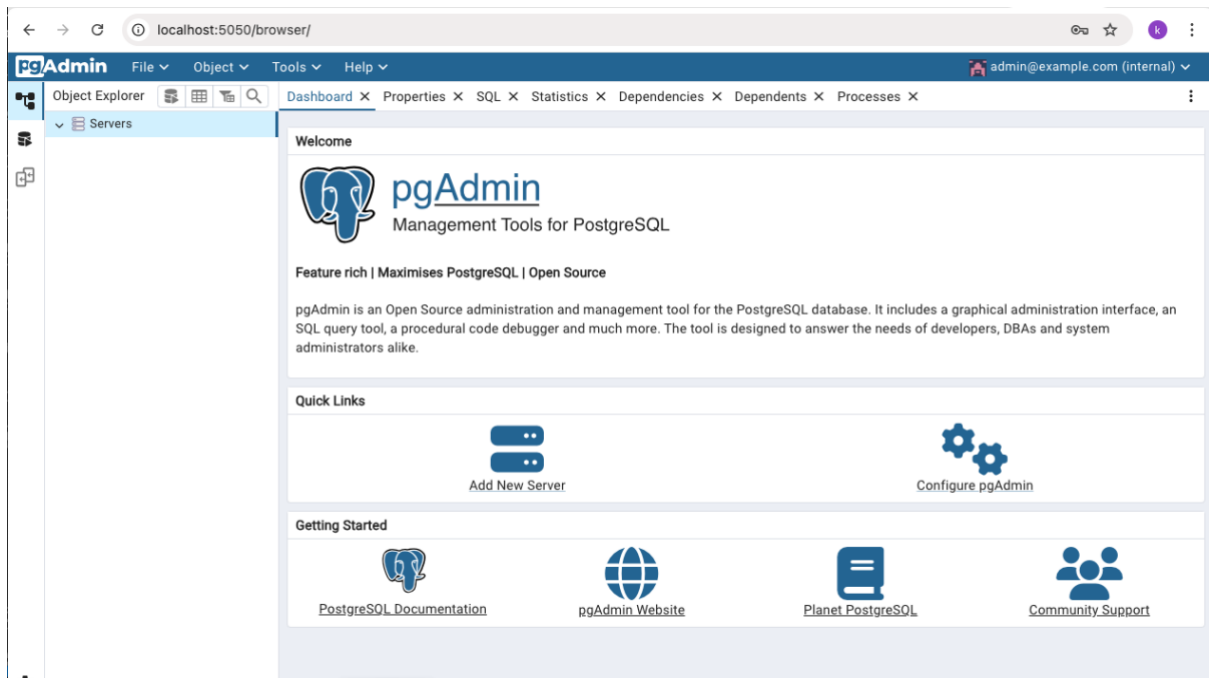 localhost:5050/browser/
k
pgAdmin File Object Tools Help admin@example.com (internal)
Object Explorer
Dashboard Properties SQL Statistics Dependencies Dependents Processes
Servers
Welcome
pgAdmin
Management Tools for PostgreSQL
Feature rich | Maximises PostgreSQL | Open Source
pgAdmin is an Open Source administration and management tool for the PostgreSQL database. It includes a graphical administration interface, an
SQL query tool, a procedural code debugger and much more. The tool is designed to answer the needs of developers, DBAs and system
administrators alike.
Quick Links
Add New Server
Configure pgAdmin
Getting Started
PostgreSQL Documentation
pgAdmin Website
Planet PostgreSQL
Community Support